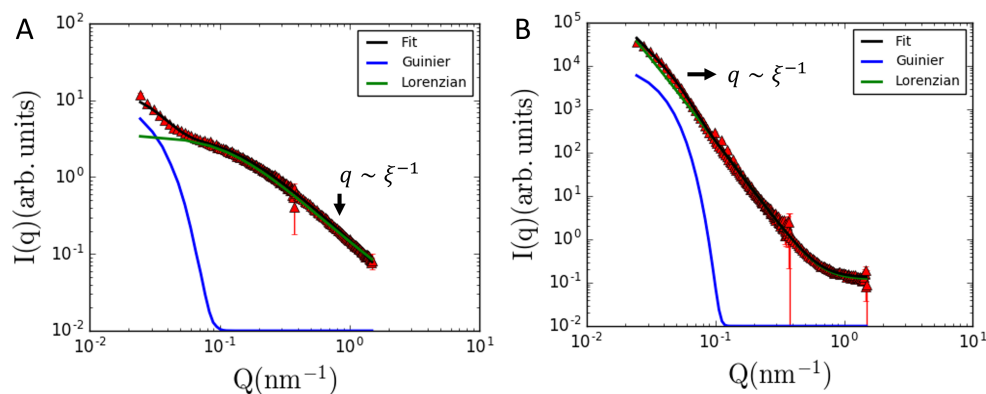 A
I(q)(arb. units)
10²
10¹
10⁰
10⁻¹
10⁻²
Fit
Guinier
Lorenzian
q ~ ξ⁻¹
10⁻² 10⁻¹ 10⁰ 10¹
Q(nm⁻¹)
B
I(q)(arb. units)
10⁵
10⁴
10³
10²
10¹
10⁰
10⁻¹
10⁻²
Fit
Guinier
Lorenzian
q ~ ξ⁻¹
10⁻² 10⁻¹ 10⁰ 10¹
Q(nm⁻¹)